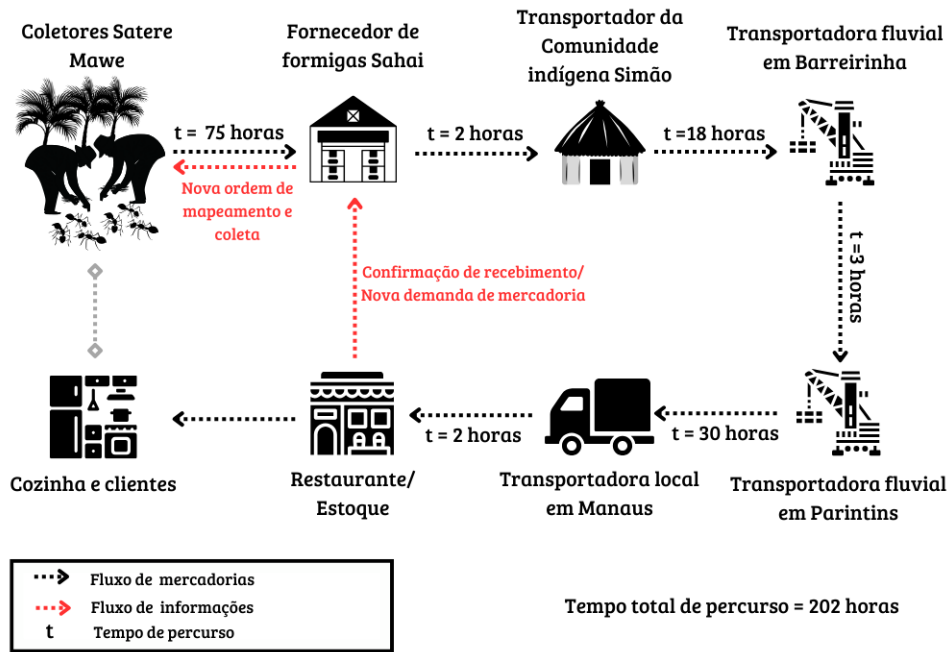 Coletores Satere
Mawe
Fornecedor de
formigas Sahai
Transportador da
Comunidade
indígena Simão
Transportadora fluvial
em Barreirinha
t = 75 horas
t = 2 horas
t =18 horas
Nova ordem de
mapeamento e
coleta
Confirmação de recebimento/
Nova demanda de mercadoria
t =3 horas
t = 2 horas
t = 30 horas
Cozinha e clientes
Restaurante/
Estoque
Transportadora local
em Manaus
Transportadora fluvial
em Parintins
Fluxo de mercadorias
Fluxo de informações
t Tempo de percurso
Tempo total de percurso = 202 horas